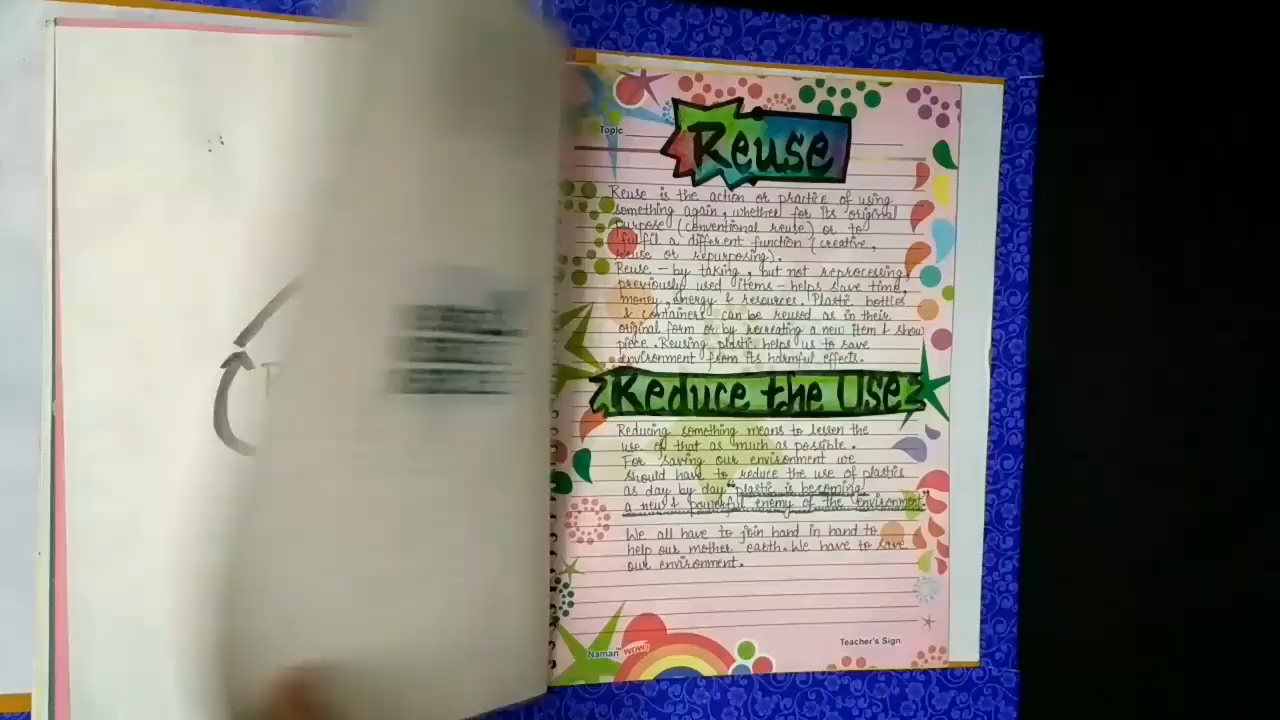 Topic
Reuse
Reuse is the action or practice of using
something again, whether for its original
purpose (conventional reuse) or to
fulfil a different function (creative,
reuse or repurposing).
Reuse – by taking, but not reprocessing,
previously used items – helps save time,
money, energy & resources. Plastic bottles
& containers can be reused as in their
original form or by recreating a new item & show
piece. Reusing plastic helps us to save
environment from its harmful effects.
Reduce the Use
Reducing something means to lessen the
use of that as much as possible.
For saving our environment we
should have to reduce the use of plastics
as day by day "plastic is becoming
a new & powerful enemy of the environment"
We all have to join hand in hand to
help our mother earth. We have to save
our environment.
Teacher's Sign.
Naman™ WOW!